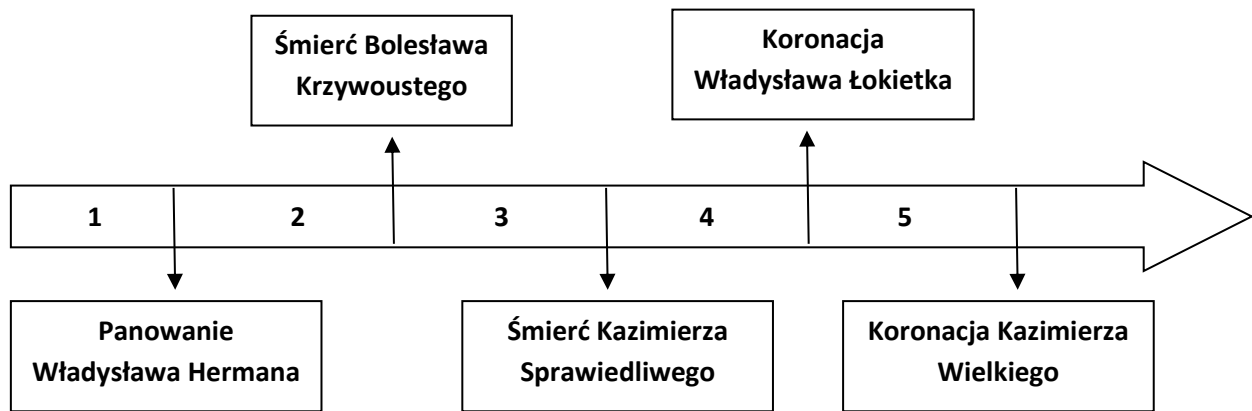 Śmierć Bolesława
Krzywoustego
Koronacja
Władysława Łokietka
1
2
3
4
5
Panowanie
Władysława Hermana
Śmierć Kazimierza
Sprawiedliwego
Koronacja Kazimierza
Wielkiego